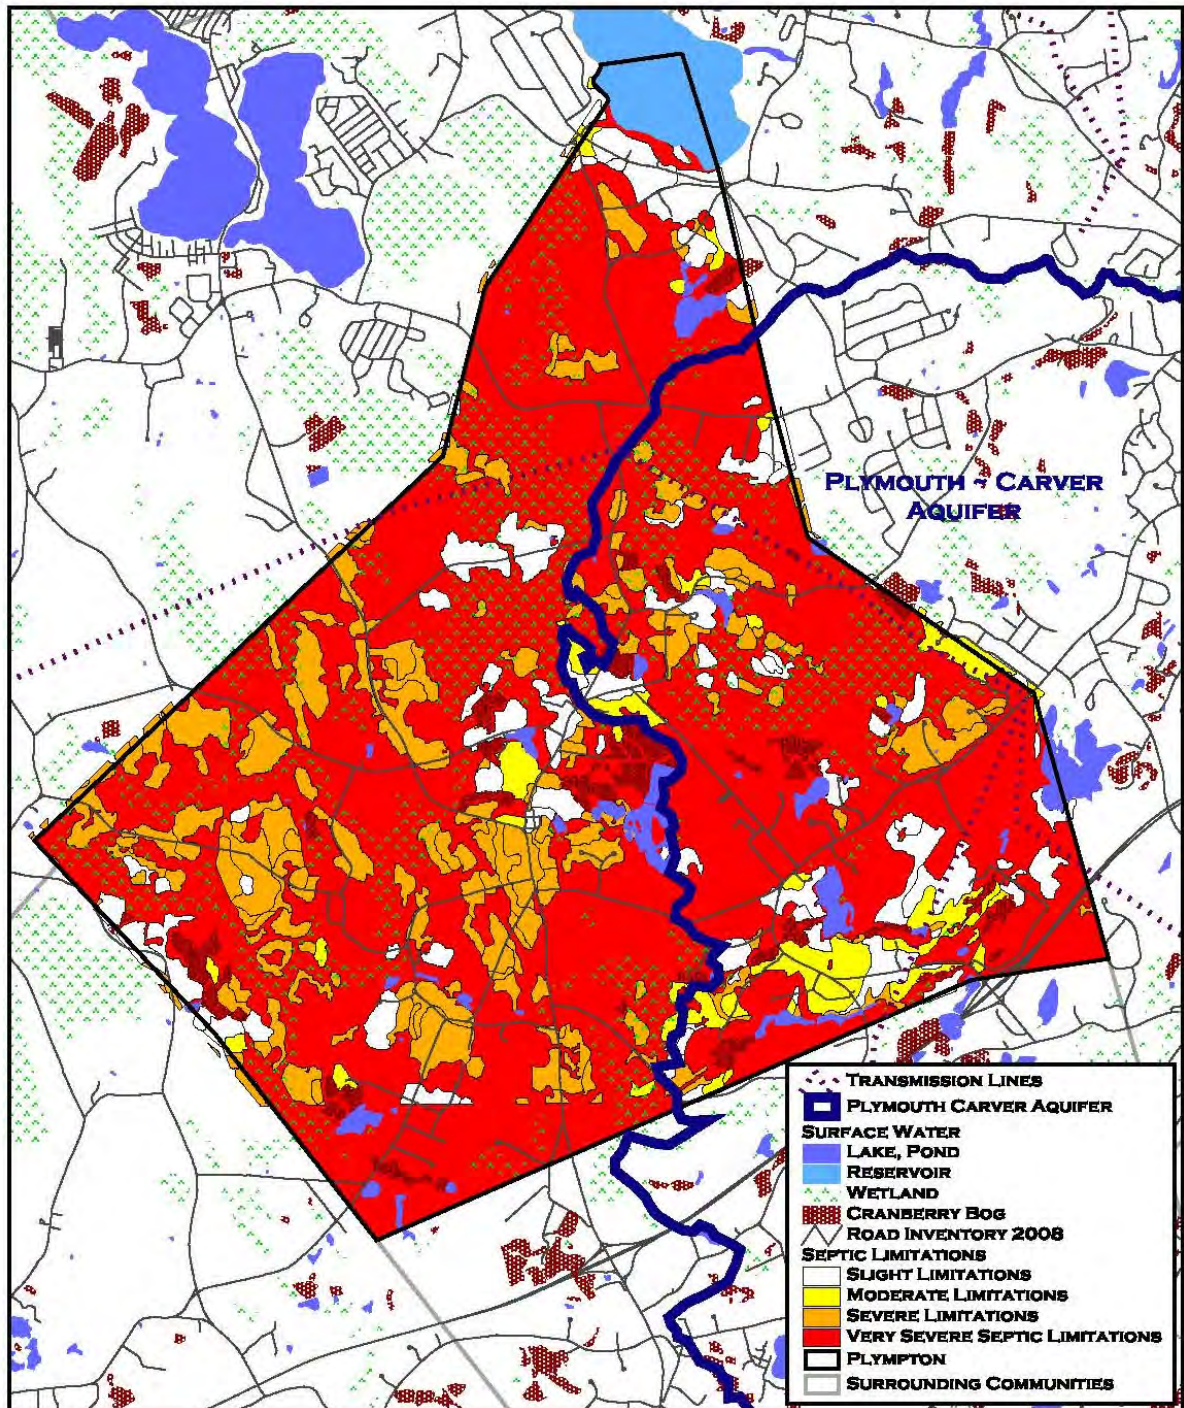 PLYMOUTH ~ CARVER
AQUIFER
TRANSMISSION LINES
PLYMOUTH CARVER AQUIFER
SURFACE WATER
LAKE, POND
RESERVOIR
WETLAND
CRANBERRY BOG
ROAD INVENTORY 2008
SEPTIC LIMITATIONS
SLIGHT LIMITATIONS
MODERATE LIMITATIONS
SEVERE LIMITATIONS
VERY SEVERE SEPTIC LIMITATIONS
PLYMPTON
SURROUNDING COMMUNITIES